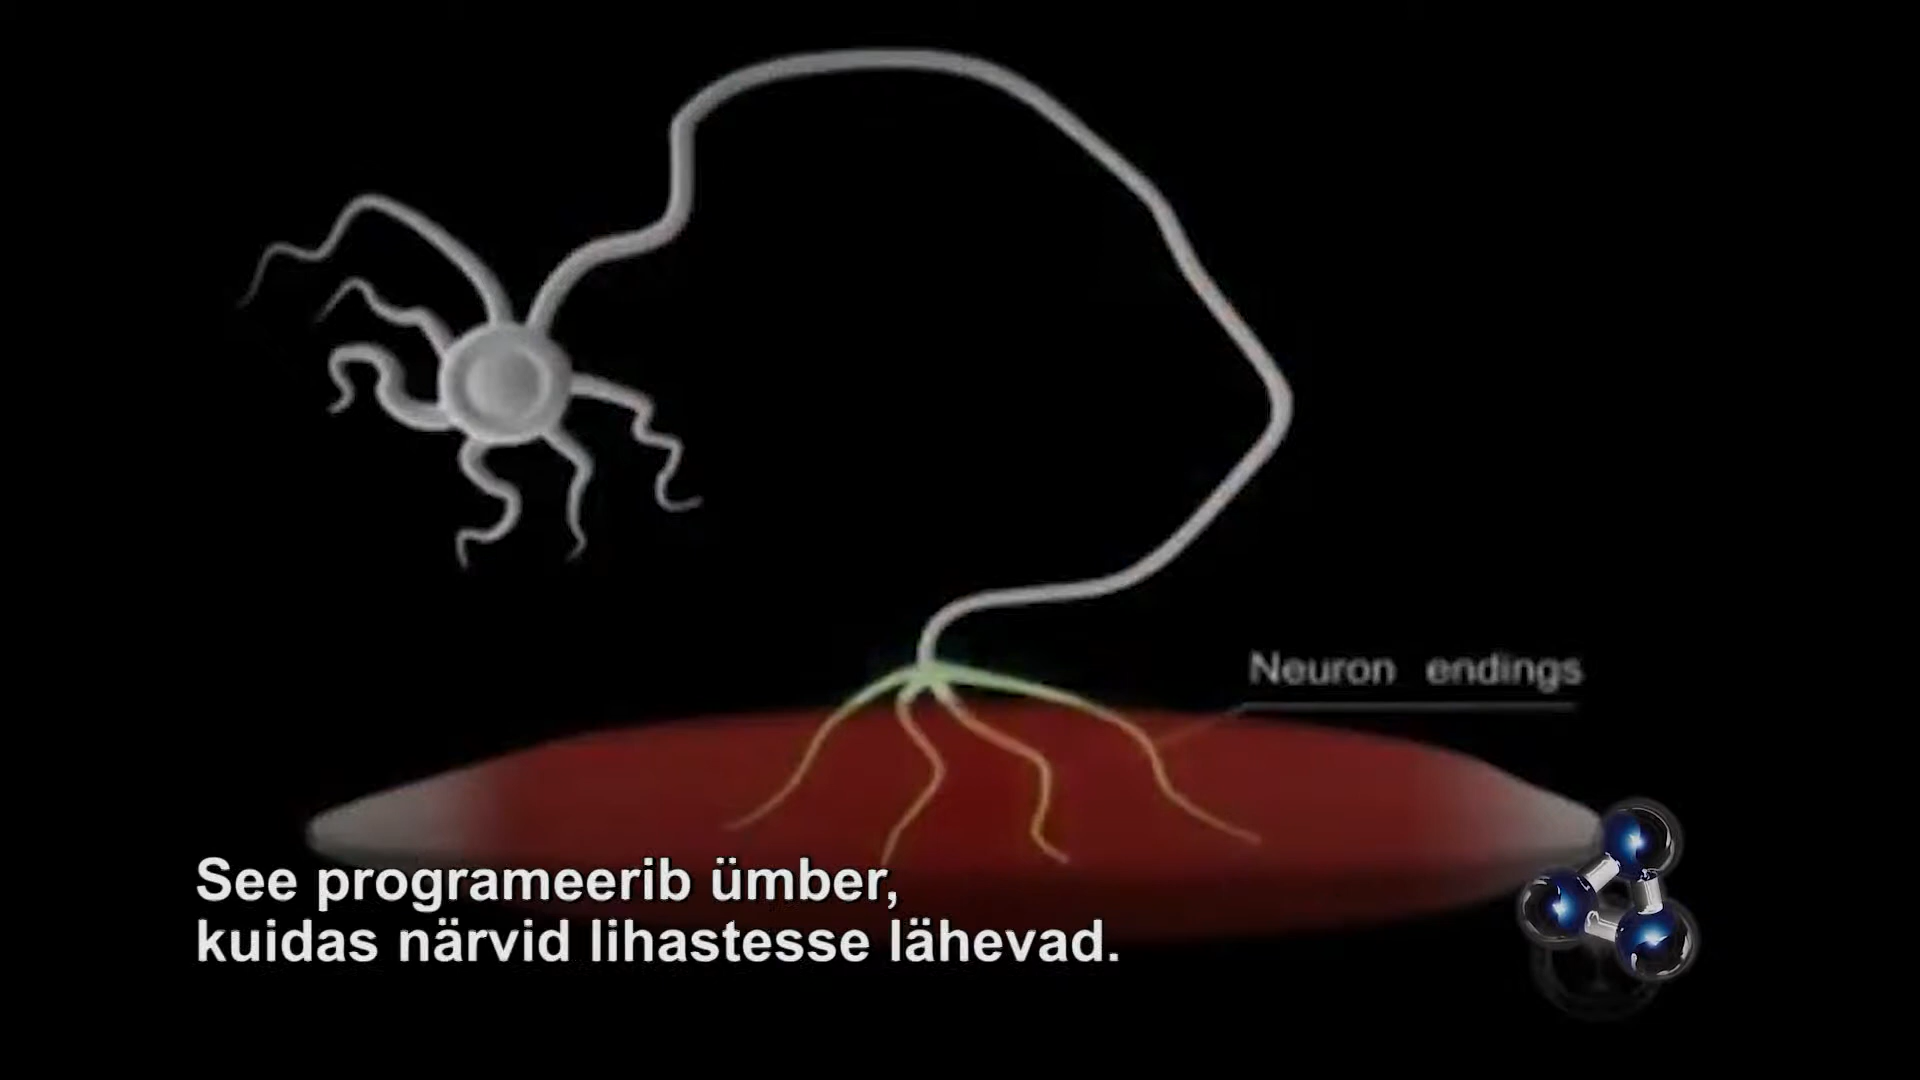 Neuron endings
See programeerib ümber,
kuidas närvid lihastesse lähevad.